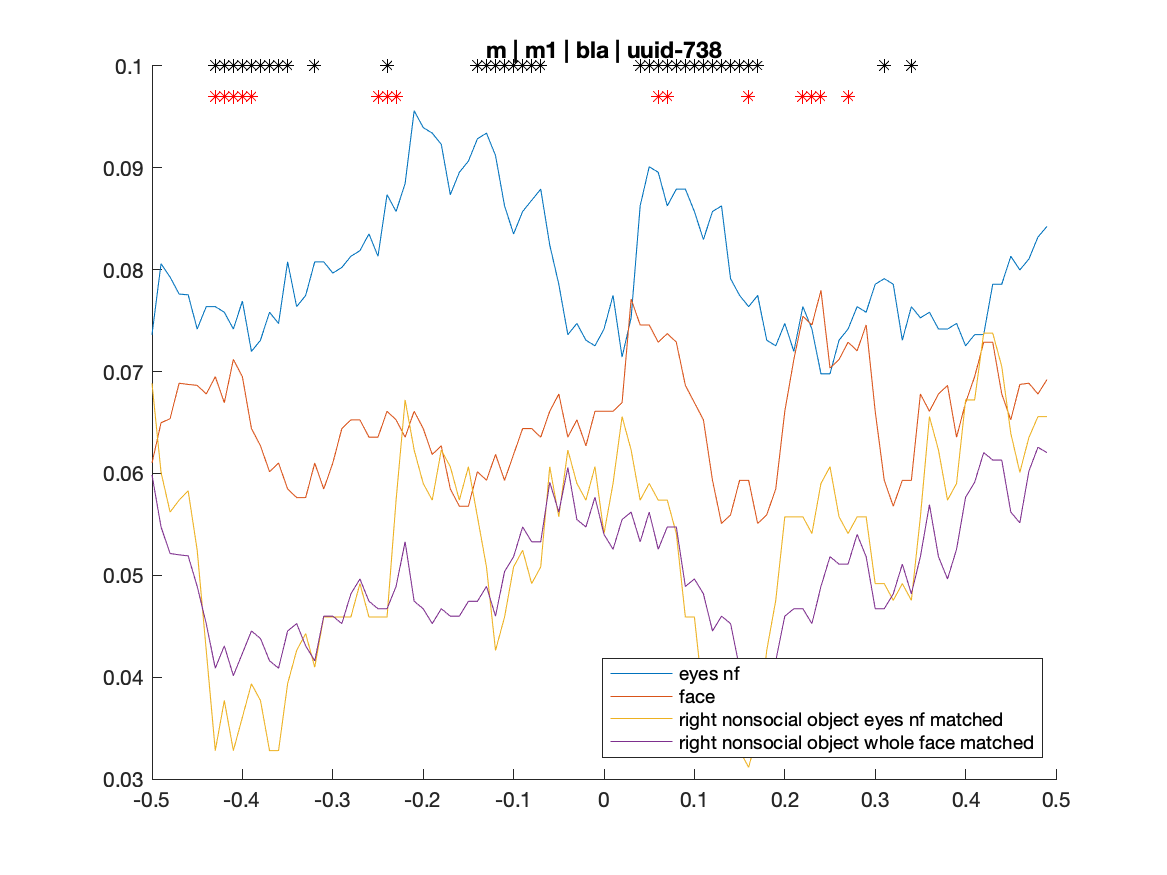 m | m1 | bla | uuid-738
0.1
0.09
0.08
0.07
0.06
0.05
0.04
0.03
eyes nf
face
right nonsocial object eyes nf matched
right nonsocial object whole face matched
-0.5 -0.4 -0.3 -0.2 -0.1 0 0.1 0.2 0.3 0.4 0.5